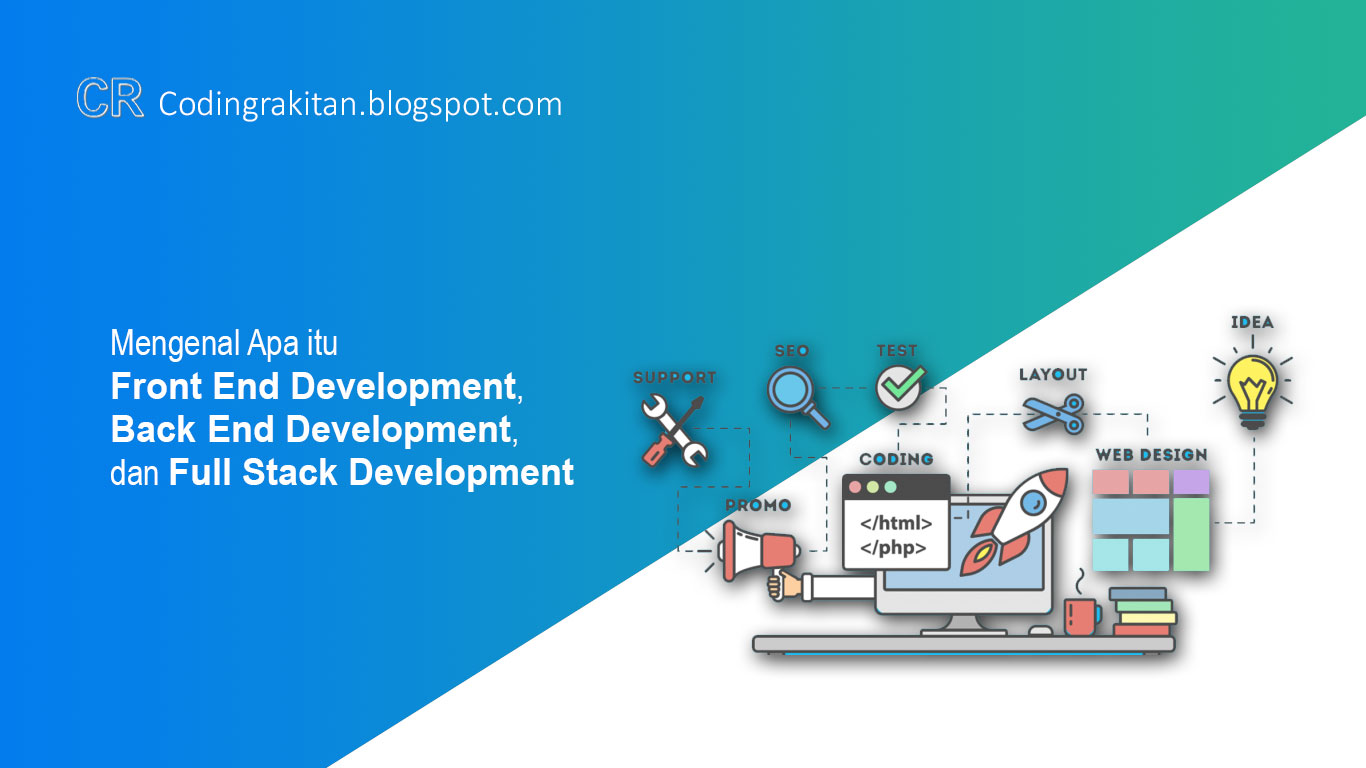 CR Codingrakitan.blogspot.com
Mengenal Apa itu
Front End Development,
Back End Development,
dan Full Stack Development
IDEA
SEO
TEST
SUPPORT
LAYOUT
CODING
WEB DESIGN
PROMO
</html>
</php>